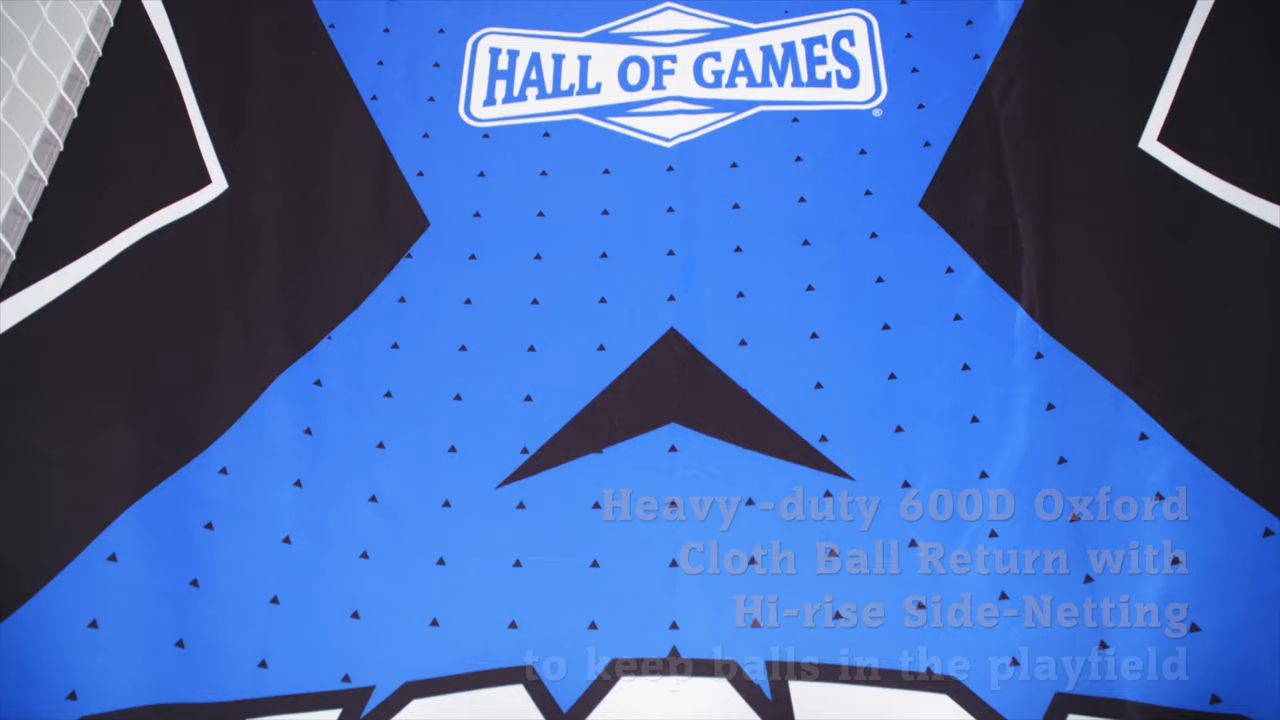 HALL OF GAMES
®
Heavy-duty 600D Oxford
Cloth Ball Return with
Hi-rise Side-Netting
to keep balls in the playfield